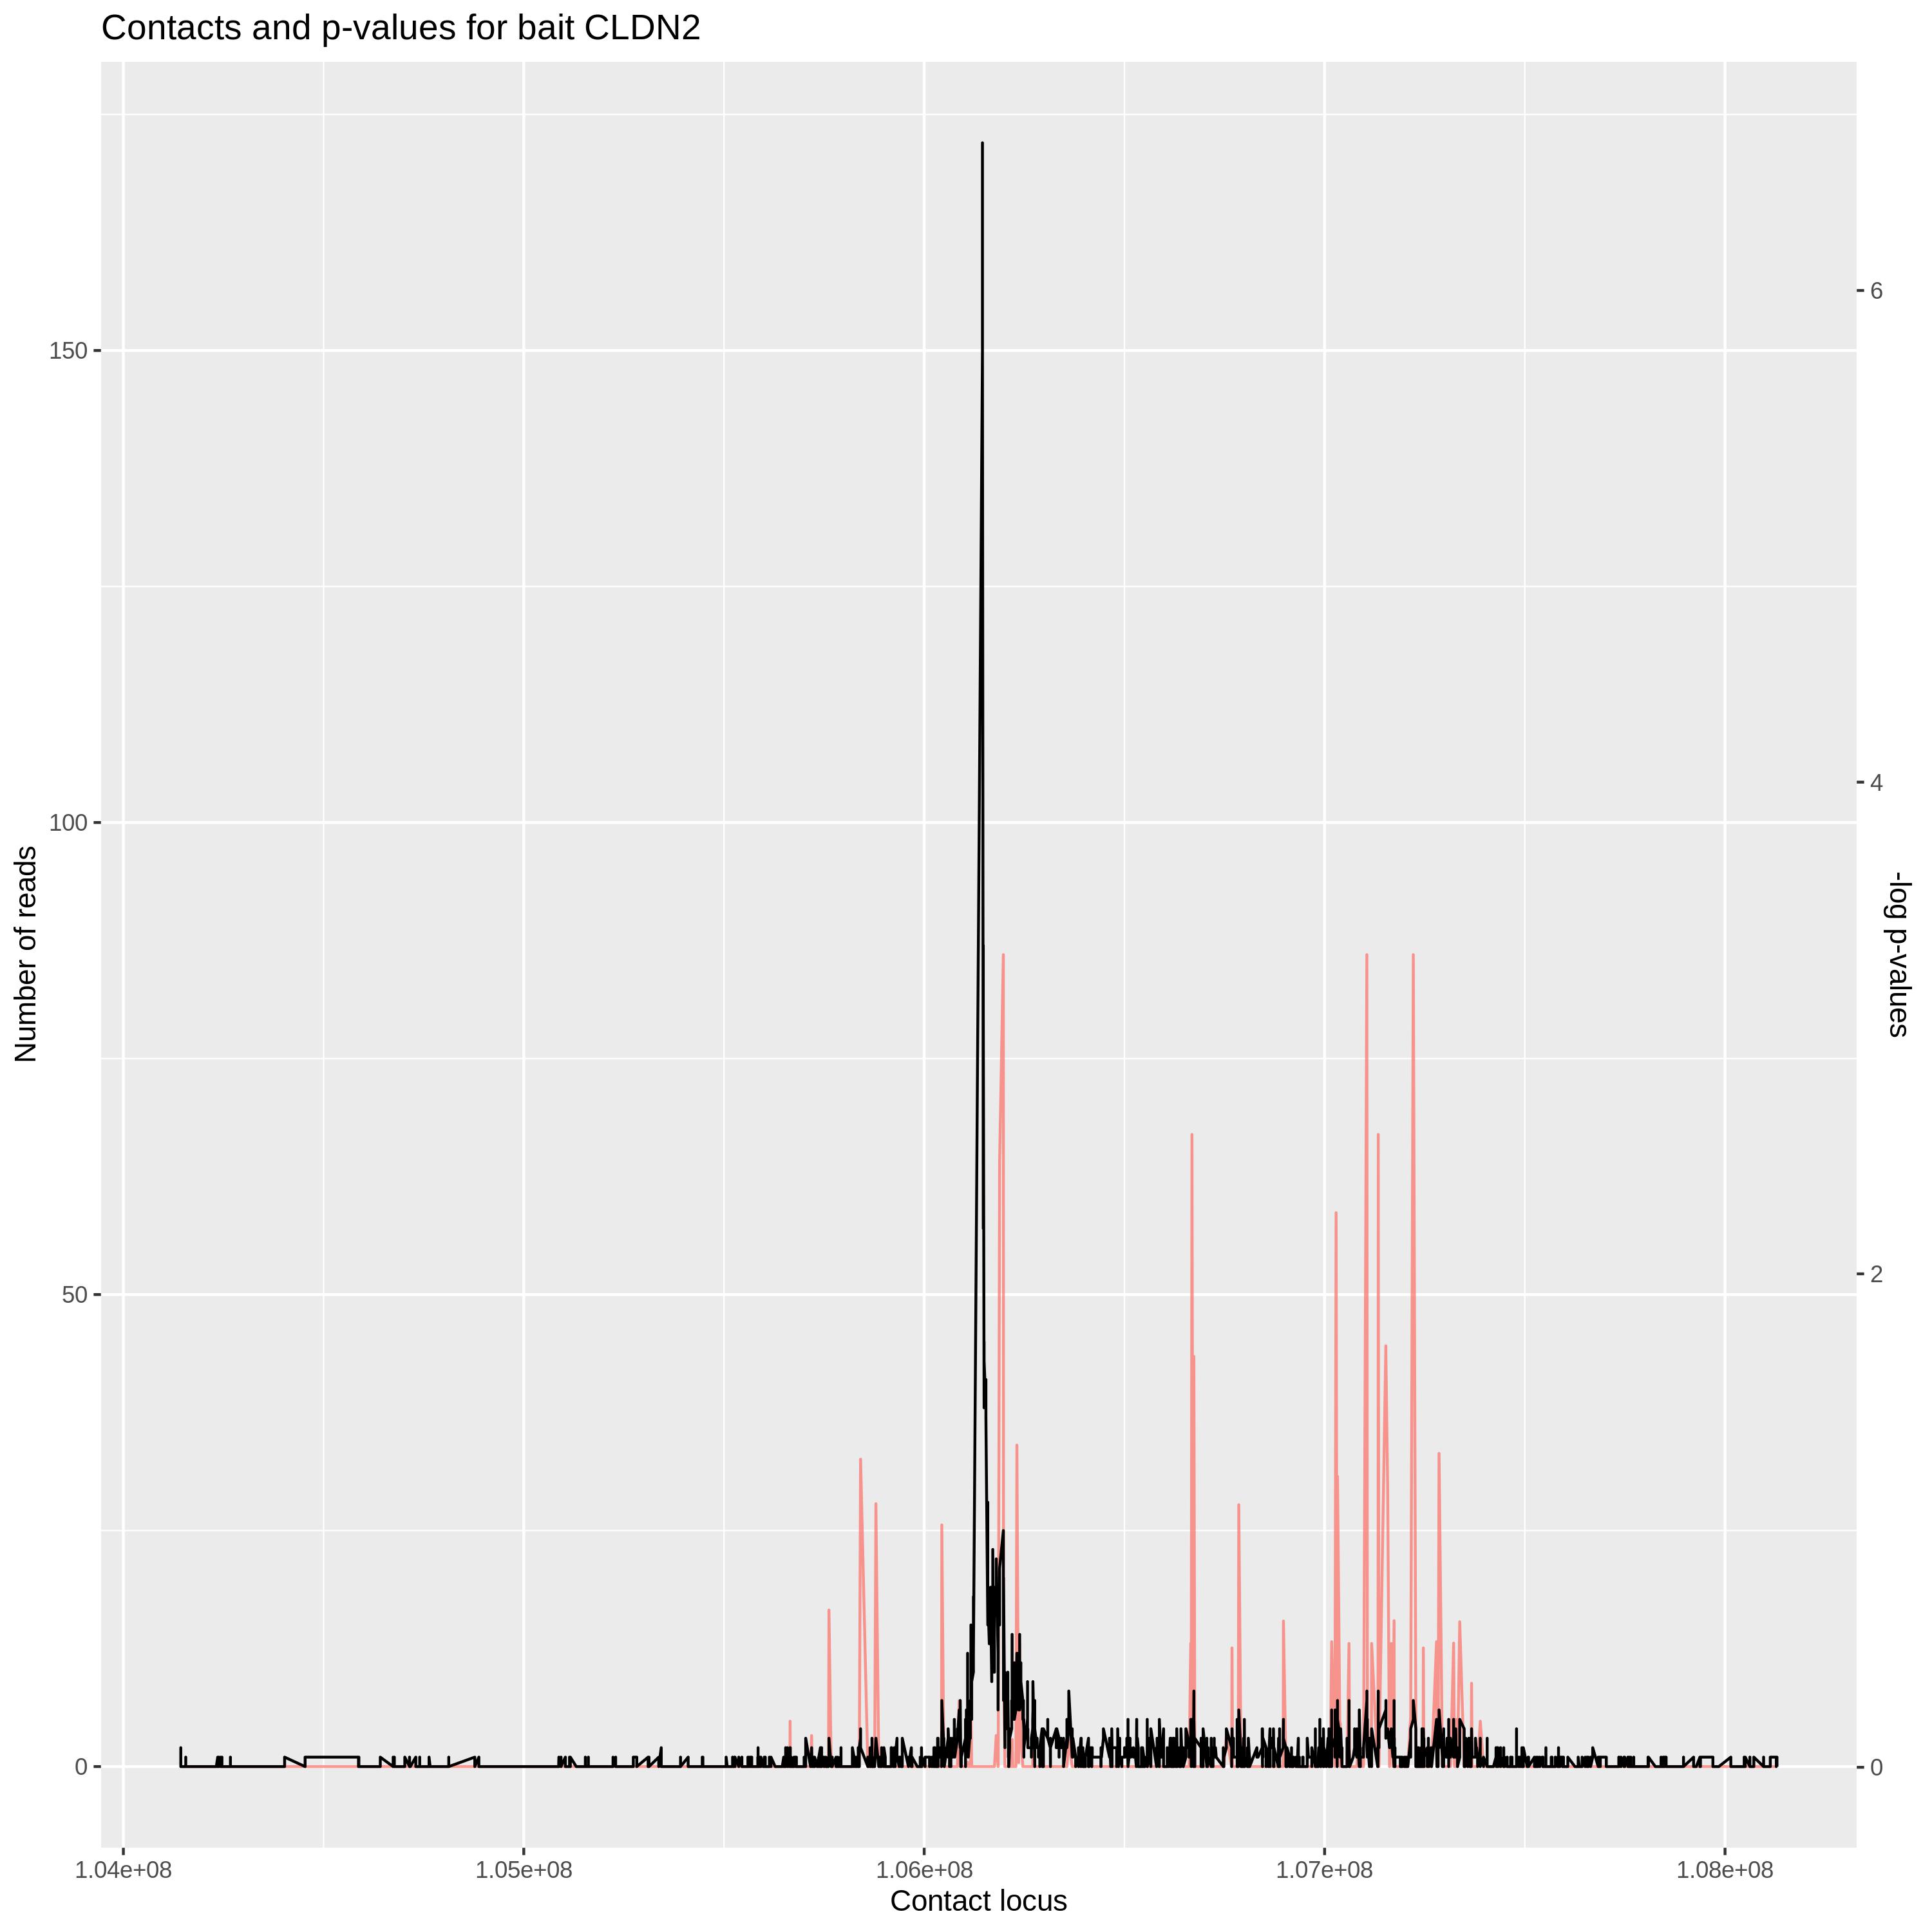 Contacts and p-values for bait CLDN2
150
100
50
0
Number of reads
6
4
2
0
-log p-values
1.04e+08
1.05e+08
1.06e+08
1.07e+08
1.08e+08
Contact locus